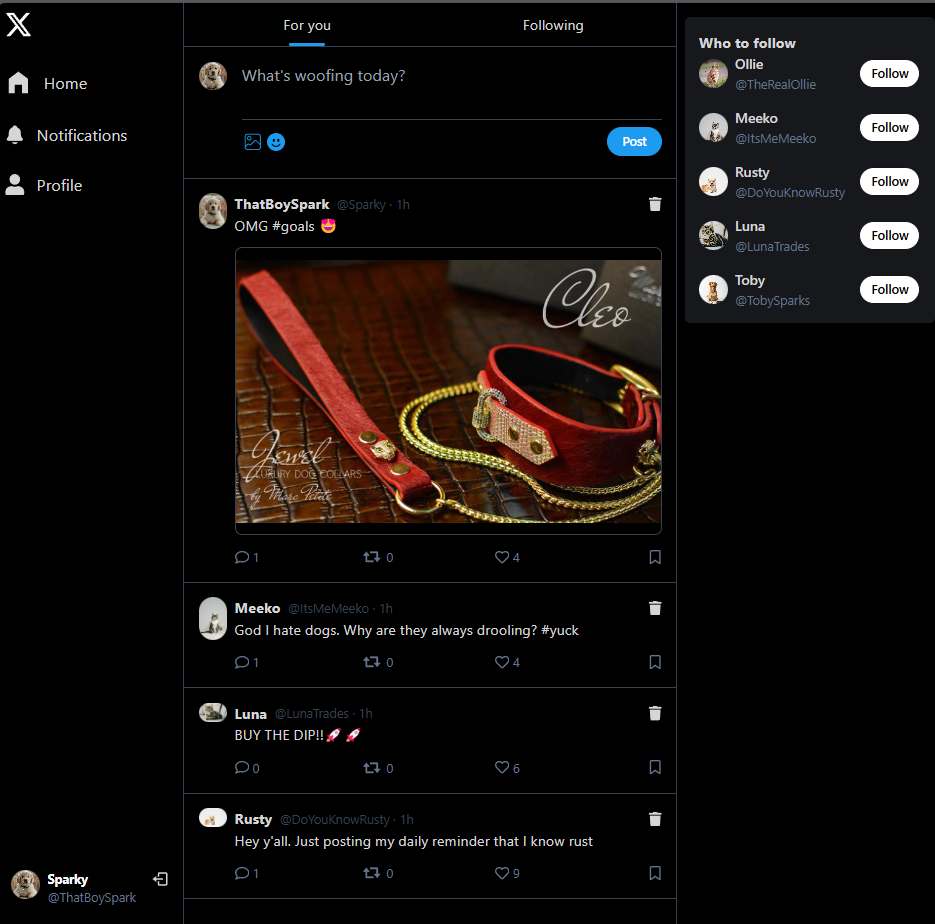 For you
Following
Home
Notifications
Profile
What's woofing today?
Post
ThatBoySpark @Sparky · 1h
OMG #goals 😍
Cleo
Jewel
LUXURY DOG COLLARS
by Marc Petite
1 0 4
Meeko @ItsMeMeeko · 1h
God I hate dogs. Why are they always drooling? #yuck
1 0 4
Luna @LunaTrades · 1h
BUY THE DIP!!🚀 🚀
0 0 6
Rusty @DoYouKnowRusty · 1h
Hey y'all. Just posting my daily reminder that I know rust
1 0 9
Sparky
@ThatBoySpark
Who to follow
Ollie
@TheRealOllie
Follow
Meeko
@ItsMeMeeko
Follow
Rusty
@DoYouKnowRusty
Follow
Luna
@LunaTrades
Follow
Toby
@TobySparks
Follow